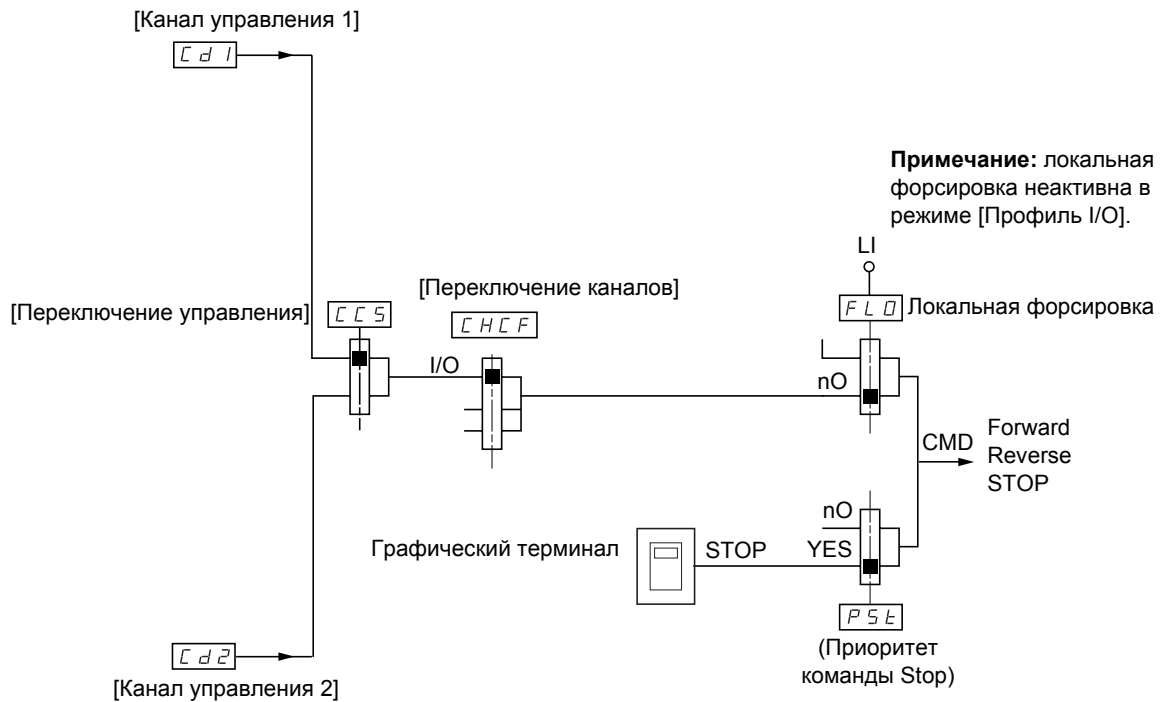 [Канал управления 1]
Cd1
Примечание: локальная
форсировка неактивна в
режиме [Профиль I/O].
LI
[Переключение каналов]
[Переключение управления]
CCS
CHCF
FLO
Локальная форсировка
I/O
nO
CMD
Forward
Reverse
STOP
nO
Графический терминал
STOP
YES
PSt
(Приоритет
команды Stop)
Cd2
[Канал управления 2]